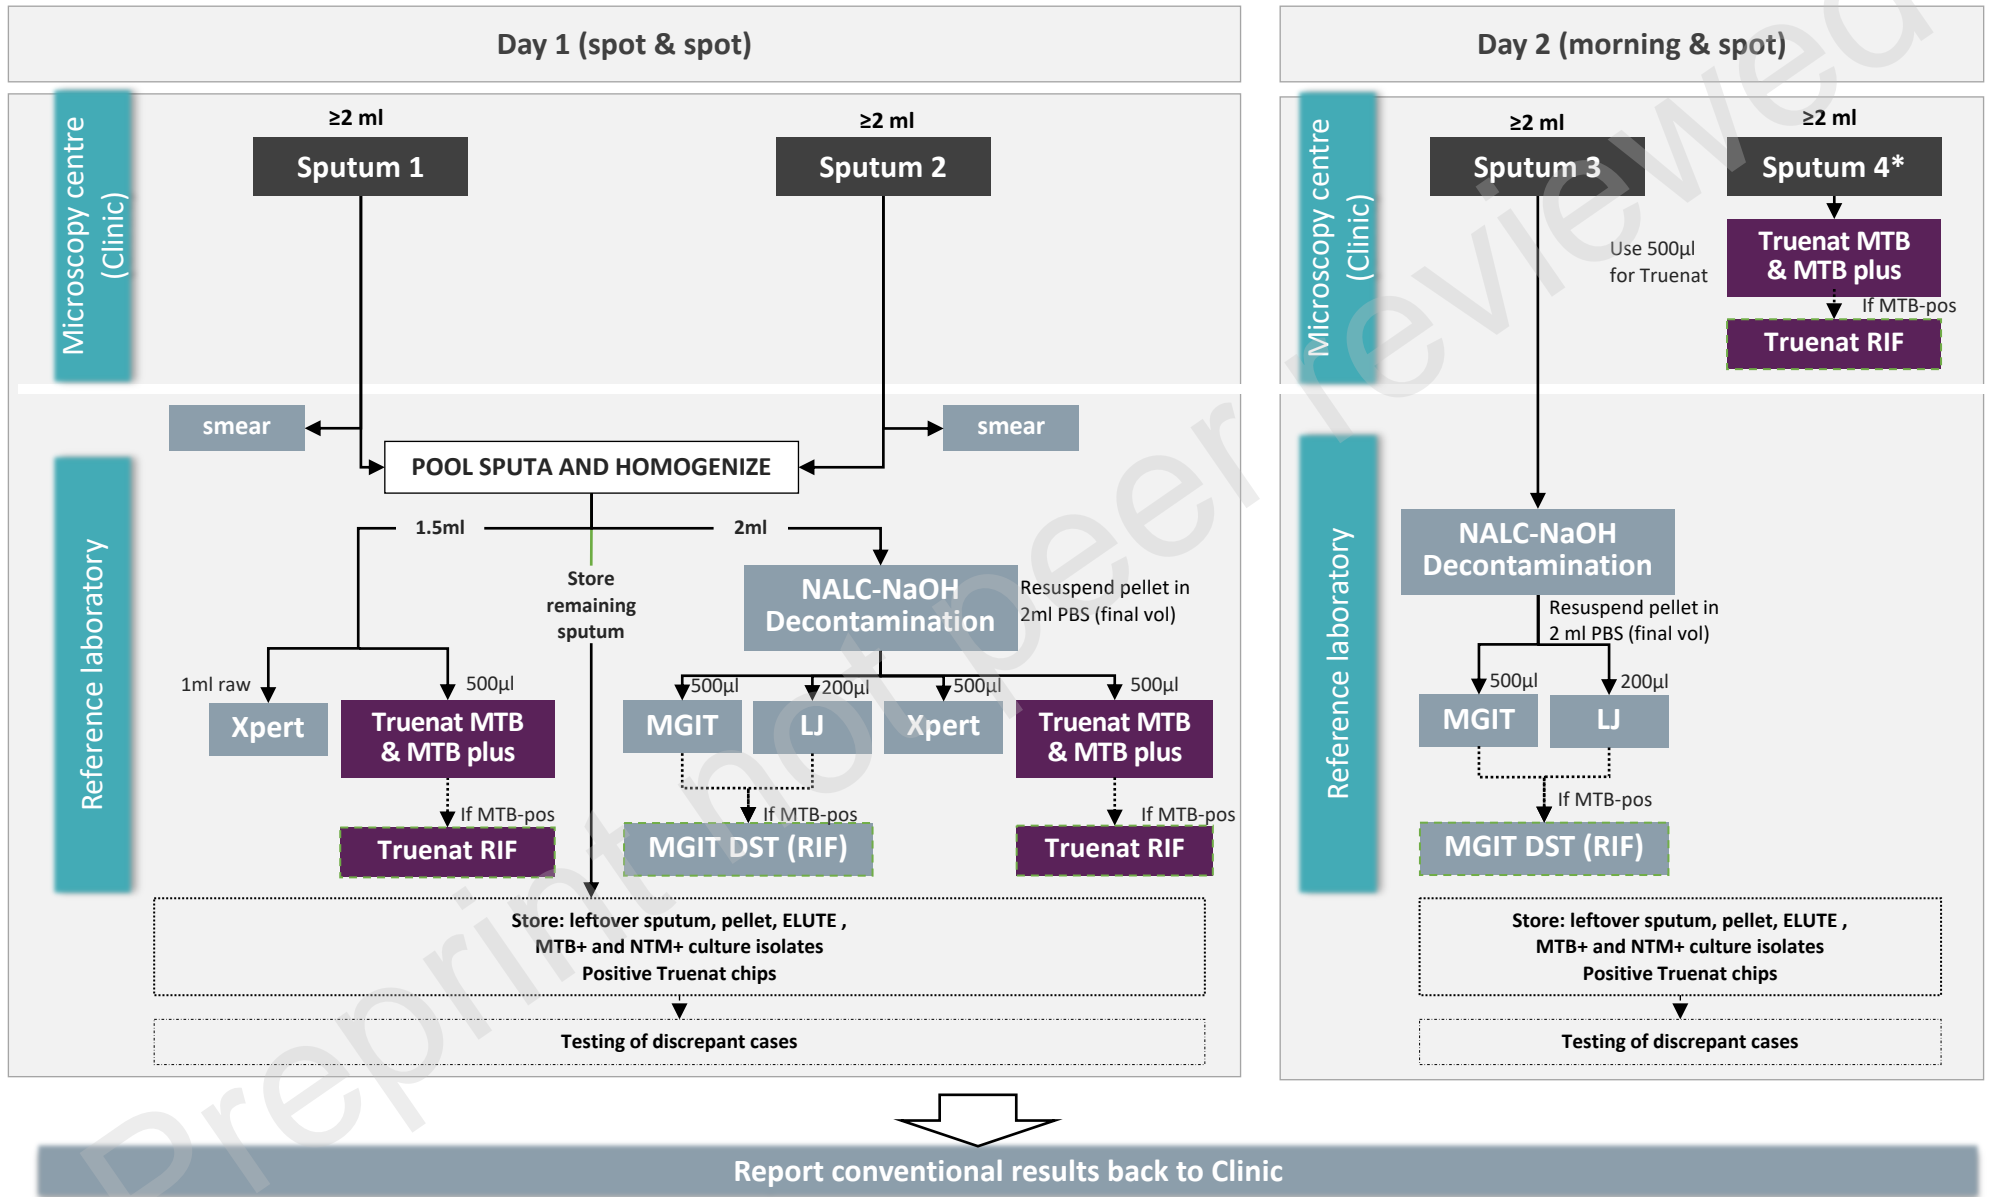 Day 1 (spot & spot)
Day 2 (morning & spot)
Microscopy centre
(Clinic)
≥2 ml
Sputum 1
≥2 ml
Sputum 2
smear
smear
POOL SPUTA AND HOMOGENIZE
Reference laboratory
1.5ml
2ml
Store
remaining
sputum
NALC-NaOH
Decontamination
Resuspend pellet in
2ml PBS (final vol)
1ml raw
500µl
Xpert
Truenat MTB
& MTB plus
If MTB-pos
Truenat RIF
500µl
200µl
500µl
500µl
MGIT
LJ
Xpert
Truenat MTB
& MTB plus
If MTB-pos
If MTB-pos
MGIT DST (RIF)
Truenat RIF
Store: leftover sputum, pellet, ELUTE ,
MTB+ and NTM+ culture isolates
Positive Truenat chips
Testing of discrepant cases
Microscopy centre
(Clinic)
≥2 ml
Sputum 3
≥2 ml
Sputum 4*
Use 500µl
for Truenat
Truenat MTB
& MTB plus
If MTB-pos
Truenat RIF
Reference laboratory
NALC-NaOH
Decontamination
Resuspend pellet in
2 ml PBS (final vol)
500µl
200µl
MGIT
LJ
If MTB-pos
MGIT DST (RIF)
Store: leftover sputum, pellet, ELUTE ,
MTB+ and NTM+ culture isolates
Positive Truenat chips
Testing of discrepant cases
Report conventional results back to Clinic
Preprint not peer reviewed